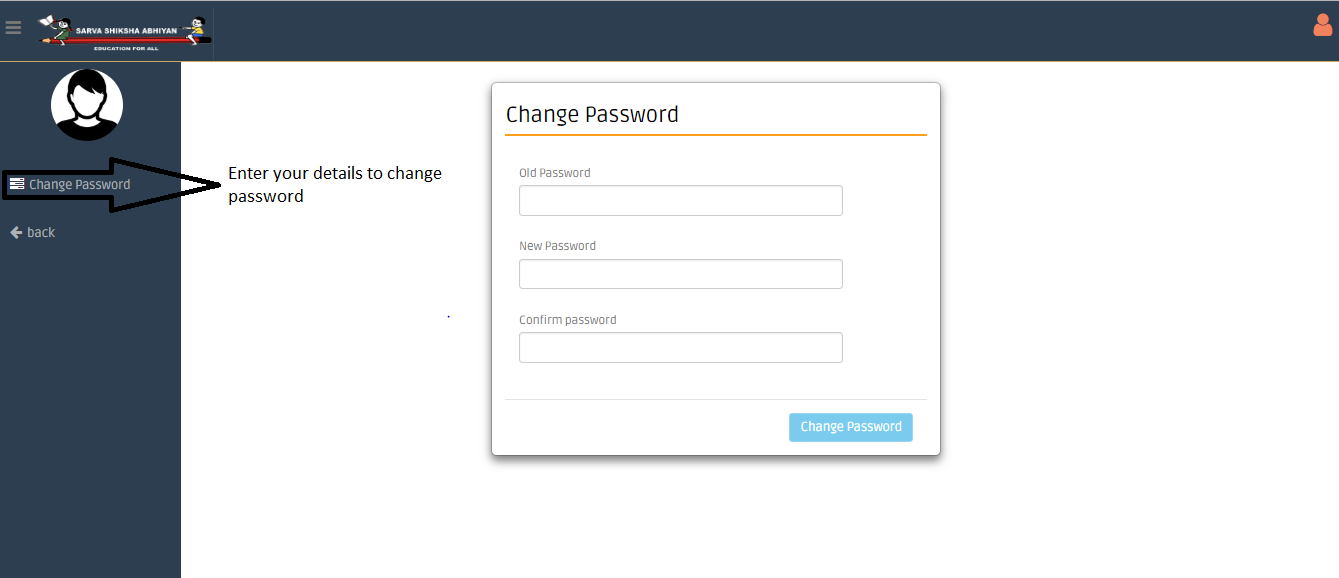 SARVA SHIKSHA ABHIYAN
EDUCATION FOR ALL
Change Password
back
Enter your details to change
password
Change Password
Old Password
New Password
Confirm password
Change Password